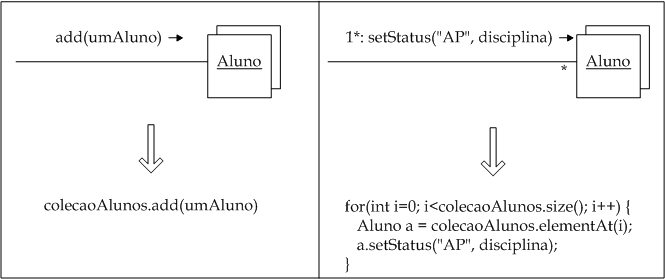 add(umAluno)
Aluno
colecaoAlunos.add(umAluno)
1*: setStatus("AP", disciplina)
*
Aluno
for(int i=0; i<colecaoAlunos.size(); i++) {
Aluno a = colecaoAlunos.elementAt(i);
a.setStatus("AP", disciplina);
}